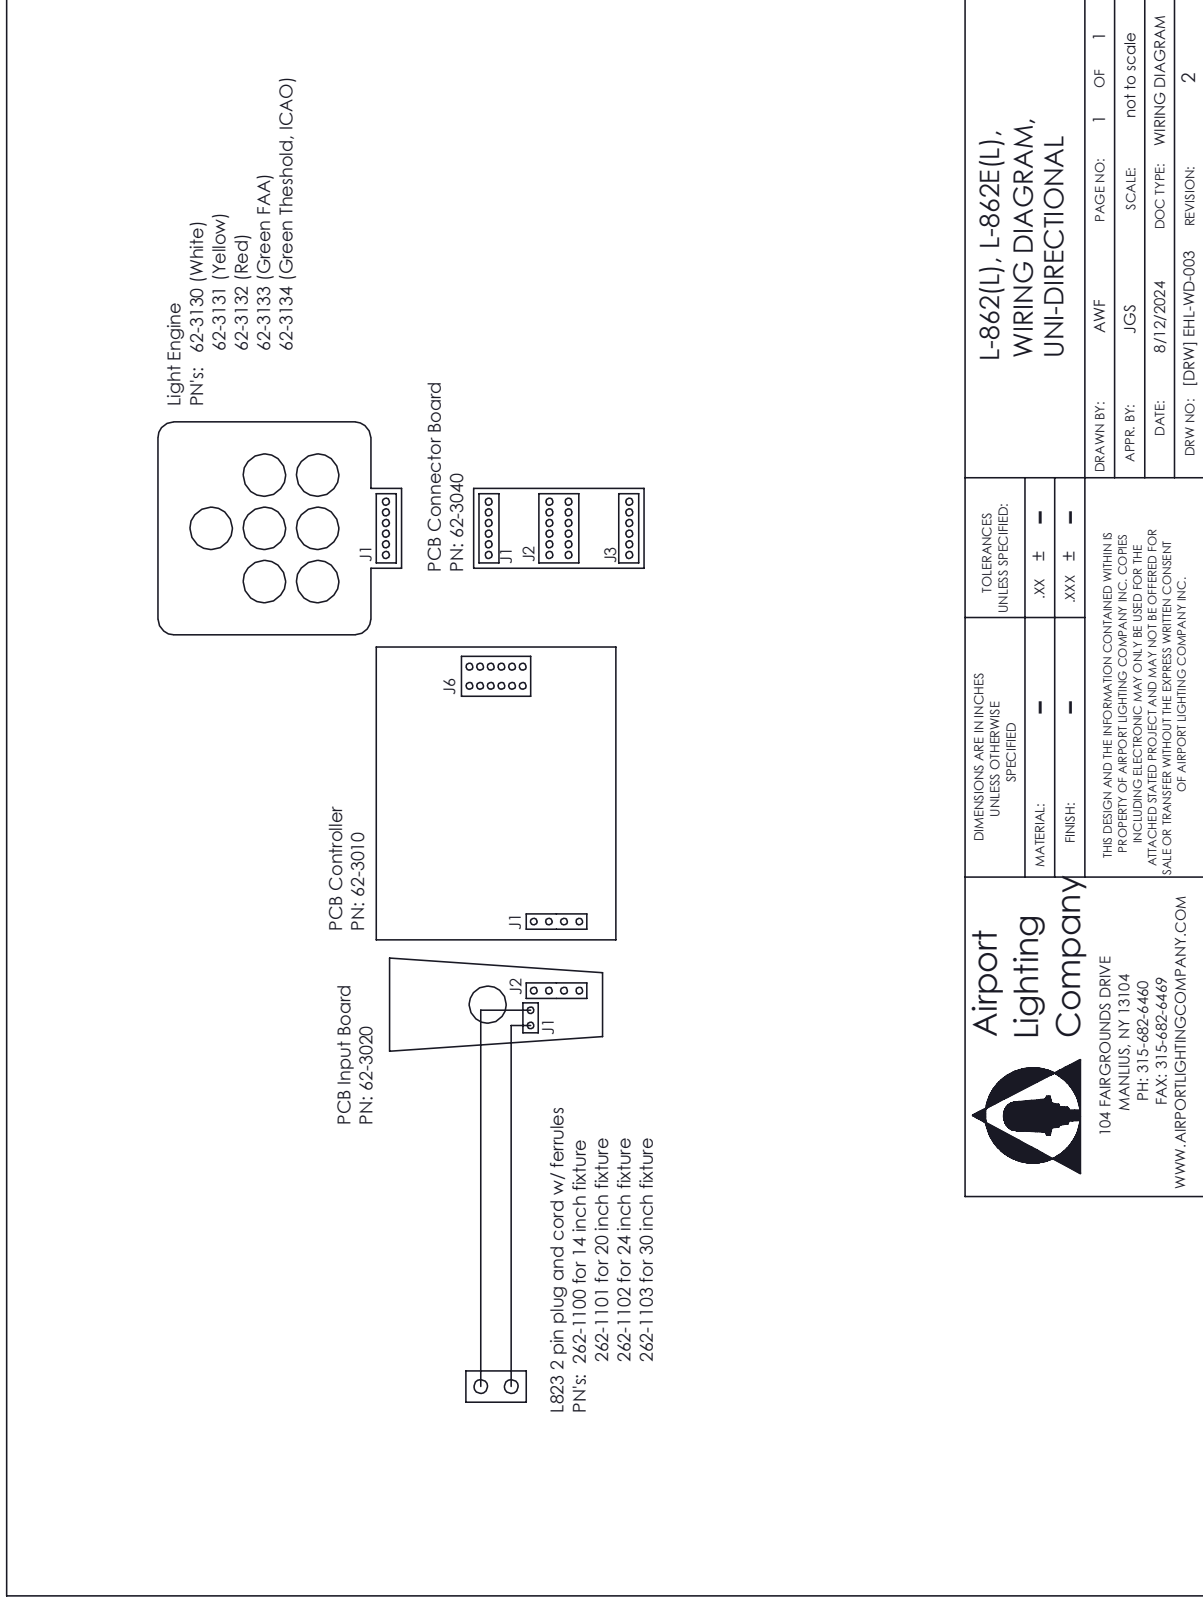 Light Engine
PN's: 62-3130 (White)
62-3131 (Yellow)
62-3132 (Red)
62-3133 (Green FAA)
62-3134 (Green Theshold, ICAO)
J1
PCB Connector Board
PN: 62-3040
J1
J2
J3
PCB Controller
PN: 62-3010
J1
J6
PCB Input Board
PN: 62-3020
J2
J1
L823 2 pin plug and cord w/ ferrules
PN's: 262-1100 for 14 inch fixture
262-1101 for 20 inch fixture
262-1102 for 24 inch fixture
262-1103 for 30 inch fixture
Airport
Lighting
Company
104 FAIRGROUNDS DRIVE
MANLIUS, NY 13104
PH: 315-682-6460
FAX: 315-682-6469
WWW.AIRPORTLIGHTINGCOMPANY.COM
DIMENSIONS ARE IN INCHES
UNLESS OTHERWISE
SPECIFIED
MATERIAL: -
FINISH: -
TOLERANCES
UNLESS SPECIFIED:
.XX ± -
.XXX ± -
THIS DESIGN AND THE INFORMATION CONTAINED WITHIN IS
PROPERTY OF AIRPORT LIGHTING COMPANY INC. COPIES
INCLUDING ELECTRONIC MAY ONLY BE USED FOR THE
ATTACHED STATED PROJECT AND MAY NOT BE OFFERED FOR
SALE OR TRANSFER WITHOUT THE EXPRESS WRITTEN CONSENT
OF AIRPORT LIGHTING COMPANY INC.
L-862(L), L-862E(L),
WIRING DIAGRAM,
UNI-DIRECTIONAL
DRAWN BY: AWF PAGE NO: 1 OF 1
APPR. BY: JGS SCALE: not to scale
DATE: 8/12/2024 DOC TYPE: WIRING DIAGRAM
DRW NO: [DRW] EHL-WD-003 REVISION: 2